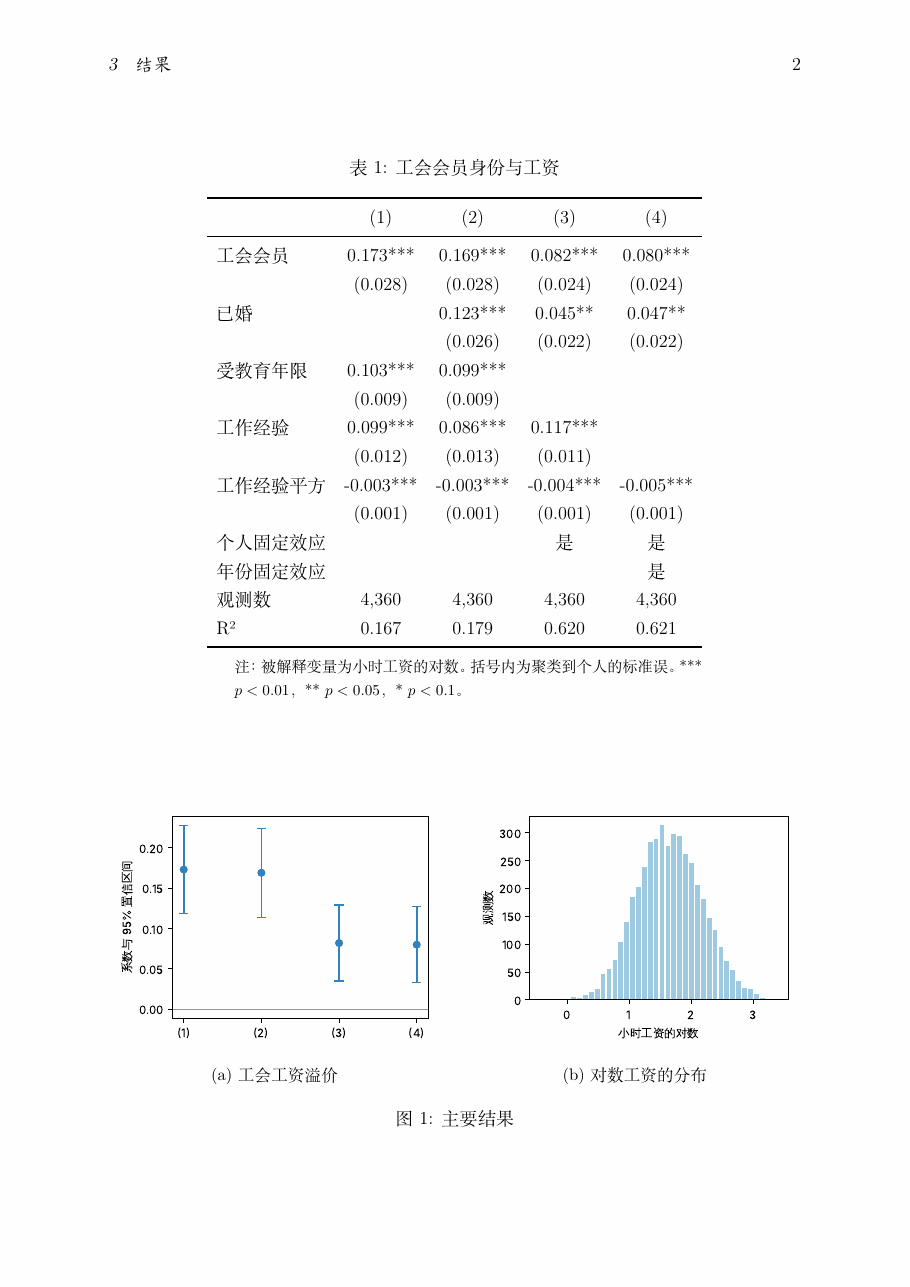 3 结果 2
表 1: 工会会员身份与工资
(1) (2) (3) (4)
工会会员 0.173*** 0.169*** 0.082*** 0.080***
(0.028) (0.028) (0.024) (0.024)
已婚 0.123*** 0.045** 0.047**
(0.026) (0.022) (0.022)
受教育年限 0.103*** 0.099***
(0.009) (0.009)
工作经验 0.099*** 0.086*** 0.117***
(0.012) (0.013) (0.011)
工作经验平方 -0.003*** -0.003*** -0.004*** -0.005***
(0.001) (0.001) (0.001) (0.001)
个人固定效应 是 是
年份固定效应 是
观测数 4,360 4,360 4,360 4,360
R² 0.167 0.179 0.620 0.621
注: 被解释变量为小时工资的对数。括号内为聚类到个人的标准误。***
p < 0.01, ** p < 0.05, * p < 0.1。
系数与 95% 置信区间
0.20
0.15
0.10
0.05
0.00
(1) (2) (3) (4)
(a) 工会工资溢价
观测数
300
250
200
150
100
50
0
0 1 2 3
小时工资的对数
(b) 对数工资的分布
图 1: 主要结果